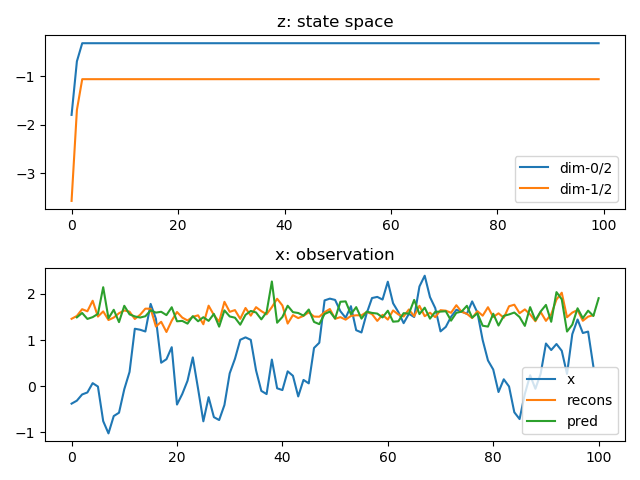 z: state space
−1
−2
−3
0
20
40
60
80
100
dim-0/2
dim-1/2
x: observation
2
1
0
−1
0
20
40
60
80
100
x
recons
pred